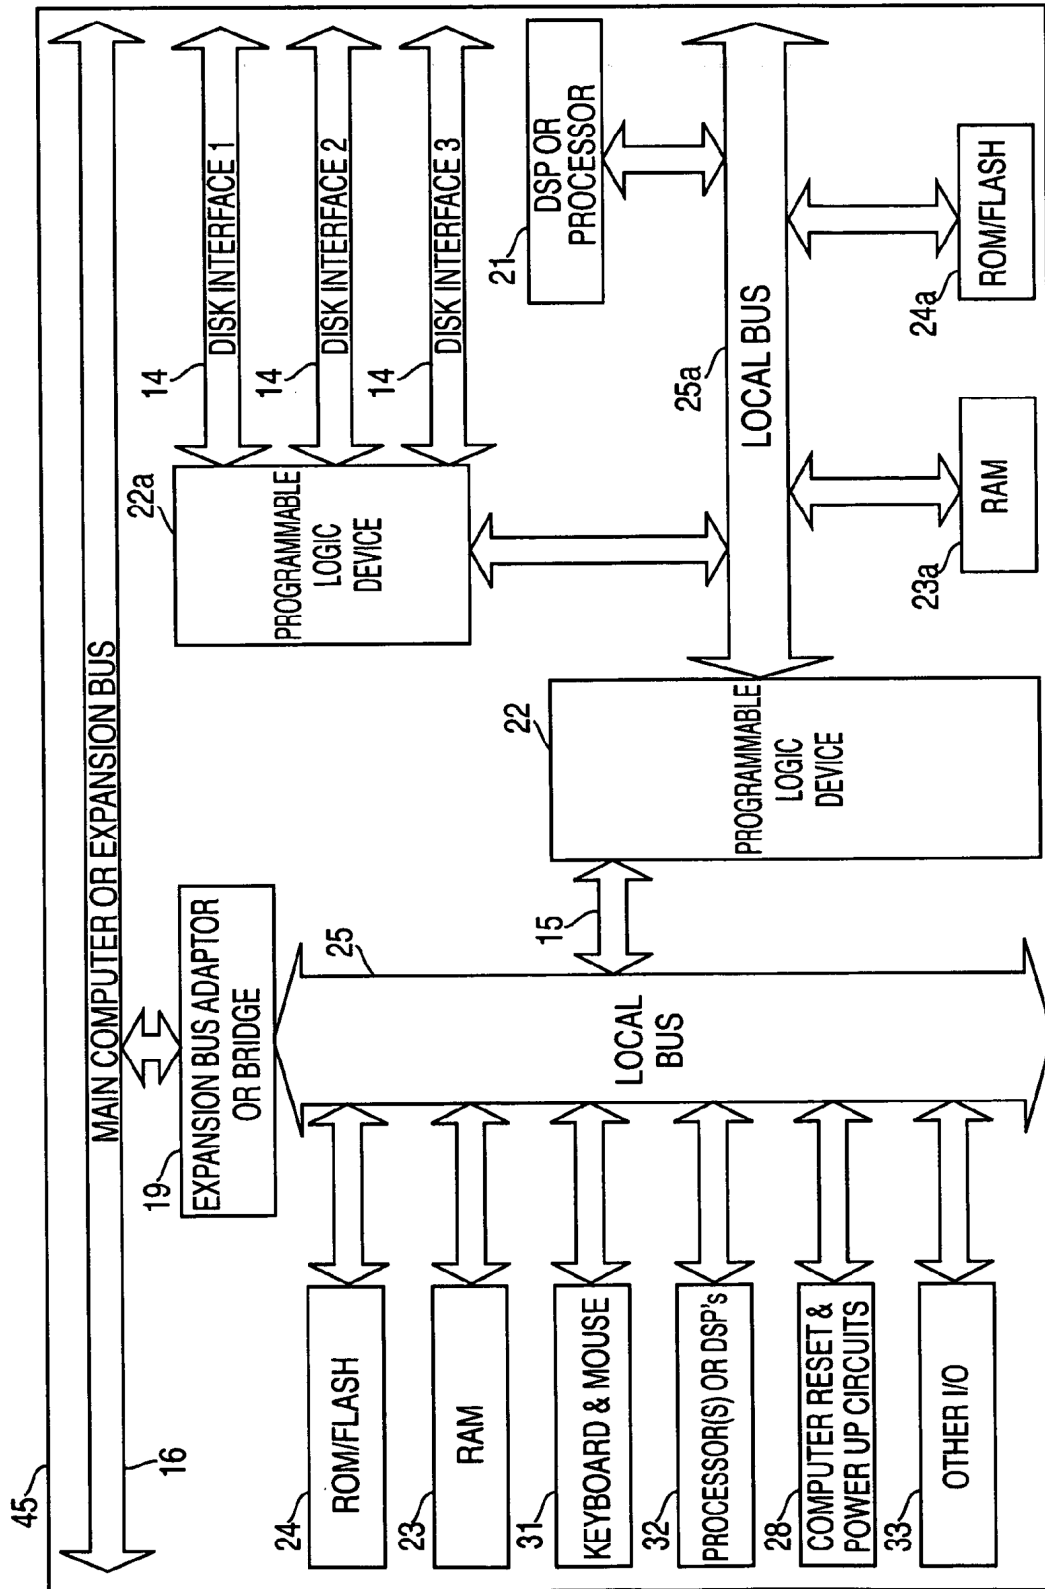 45
MAIN COMPUTER OR EXPANSION BUS
16
19
EXPANSION BUS ADAPTOR
OR BRIDGE
24
ROM/FLASH
23
RAM
31
KEYBOARD & MOUSE
32
PROCESSOR(S) OR DSP's
28
COMPUTER RESET &
POWER UP CIRCUITS
33
OTHER I/O
25
LOCAL
BUS
15
22
PROGRAMMABLE
LOGIC
DEVICE
22a
PROGRAMMABLE
LOGIC
DEVICE
14
DISK INTERFACE 1
14
DISK INTERFACE 2
14
DISK INTERFACE 3
21
DSP OR
PROCESSOR
25a
LOCAL BUS
23a
RAM
24a
ROM/FLASH